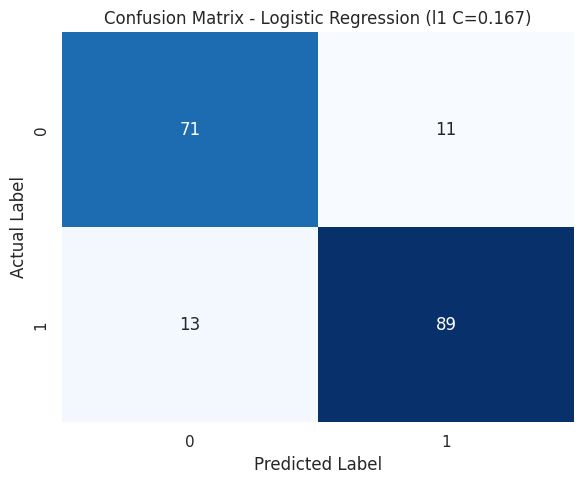 Confusion Matrix - Logistic Regression (l1 C=0.167)
Actual Label
0
71
11
1
13
89
0
1
Predicted Label